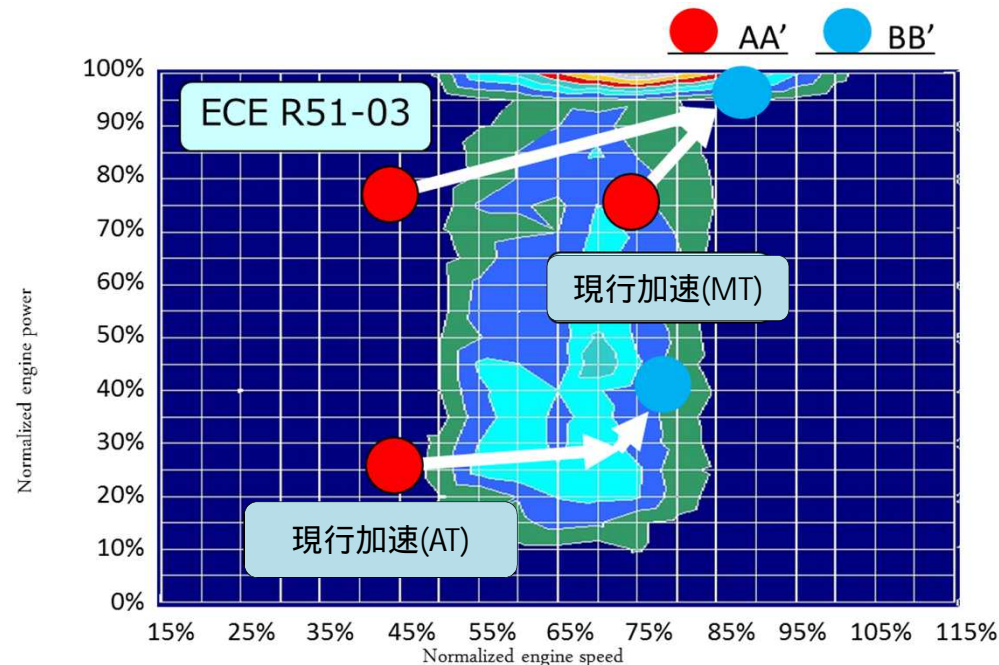 AA’ BB’
100%
ECE R51-03
90%
80%
70%
現行加速(MT)
60%
50%
40%
30%
20%
現行加速(AT)
10%
0%
Normalized engine power
15% 25% 35% 45% 55% 65% 75% 85% 95% 105% 115%
Normalized engine speed